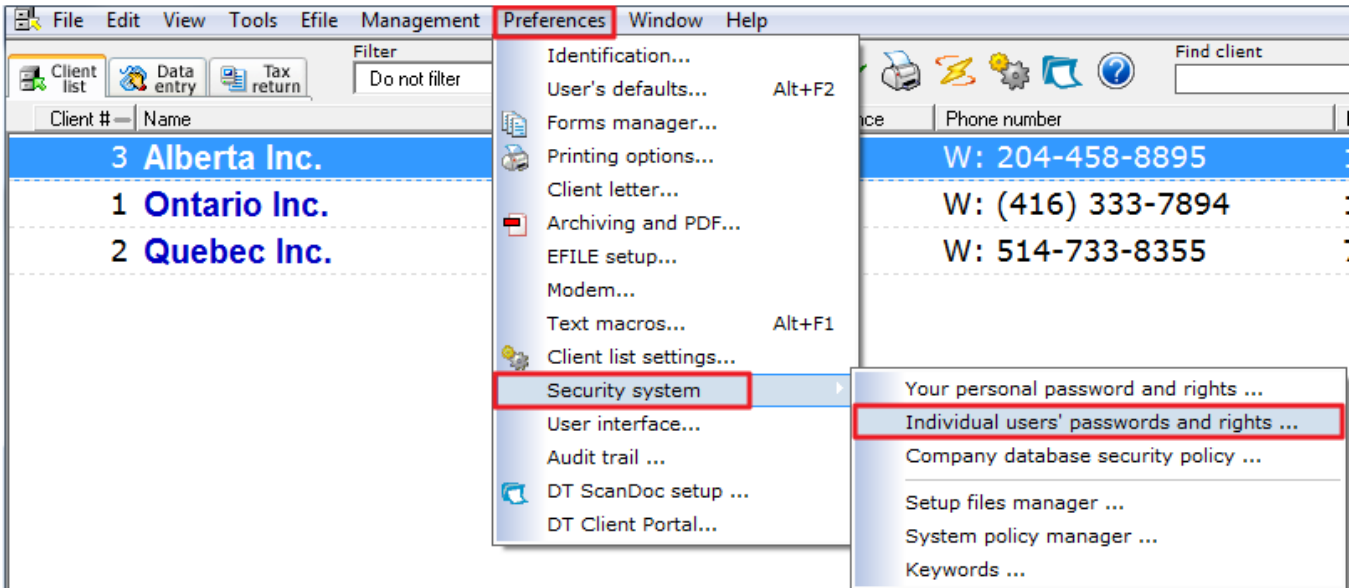 File Edit View Tools Efile Management Preferences Window Help
Client list
Data entry
Tax return
Filter
Do not filter
Find client
Client # Name Phone number
3 Alberta Inc. W: 204-458-8895
1 Ontario Inc. W: (416) 333-7894
2 Quebec Inc. W: 514-733-8355
Identification...
User's defaults... Alt+F2
Forms manager...
Printing options...
Client letter...
Archiving and PDF...
EFILE setup...
Modem...
Text macros... Alt+F1
Client list settings...
Security system
User interface...
Audit trail ...
DT ScanDoc setup ...
DT Client Portal...
Your personal password and rights ...
Individual users' passwords and rights ...
Company database security policy ...
Setup files manager ...
System policy manager ...
Keywords ...